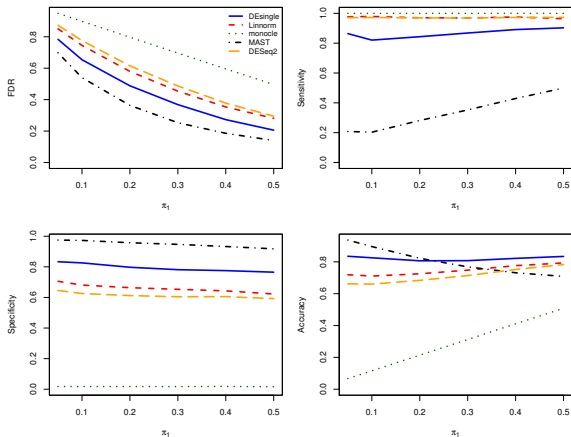 DEsingle
Linnorm
monocle
MAST
DESeq2
FDR
0.0 0.2 0.4 0.6 0.8
0.1 0.2 0.3 0.4 0.5
π1
Sensitivity
0.0 0.2 0.4 0.6 0.8 1.0
0.1 0.2 0.3 0.4 0.5
π1
Specificity
0.0 0.2 0.4 0.6 0.8 1.0
0.1 0.2 0.3 0.4 0.5
π1
Accuracy
0.0 0.2 0.4 0.6 0.8 1.0
0.1 0.2 0.3 0.4 0.5
π1